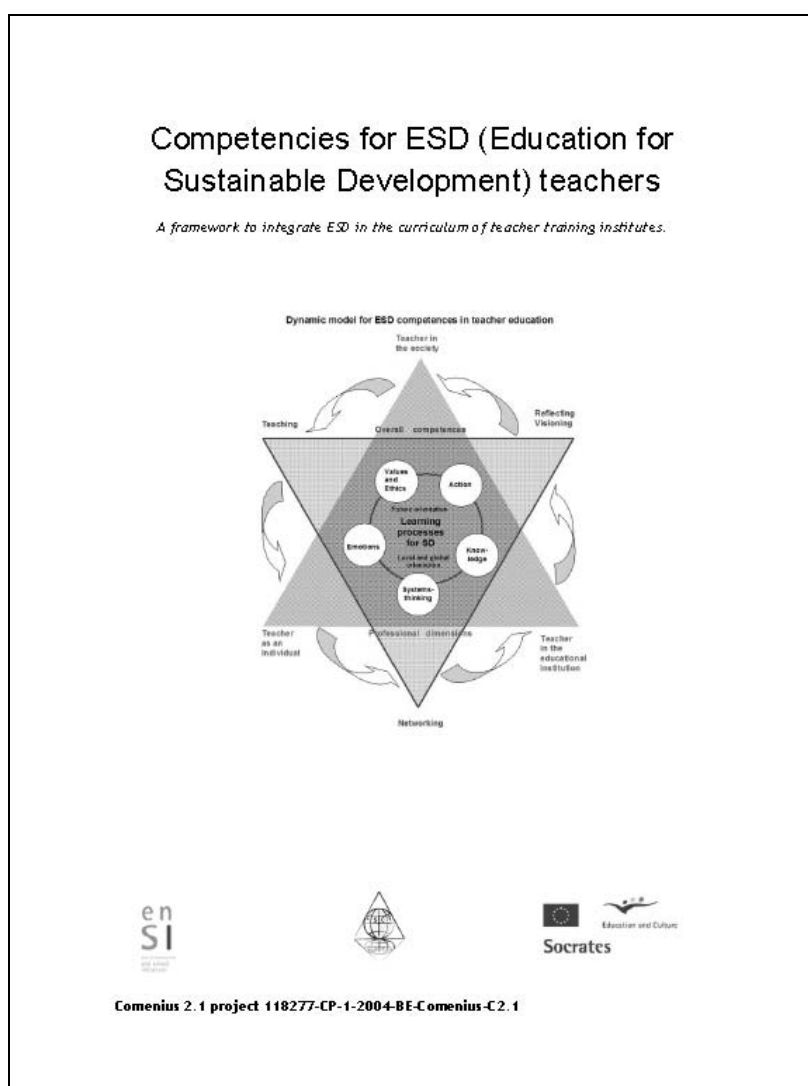 Competencies for ESD (Education for
Sustainable Development) teachers
A framework to integrate ESD in the curriculum of teacher training institutes.
Dynamic model for ESD competences in teacher education
Teacher in
the society
Teaching
Reflecting
Visioning
Overall competences
Values
and
Ethics
Action
Future orientation
Learning
processes
for SD
Emotions
Know-
ledge
Local and global
orientation
Systems-
thinking
Teacher
as an
individual
Professional dimensions
Teacher
in the
educational
institution
Networking
en
SI
Education and Culture
Socrates
Comenius 2.1 project 118277-CP-1-2004-BE-Comenius-C2.1